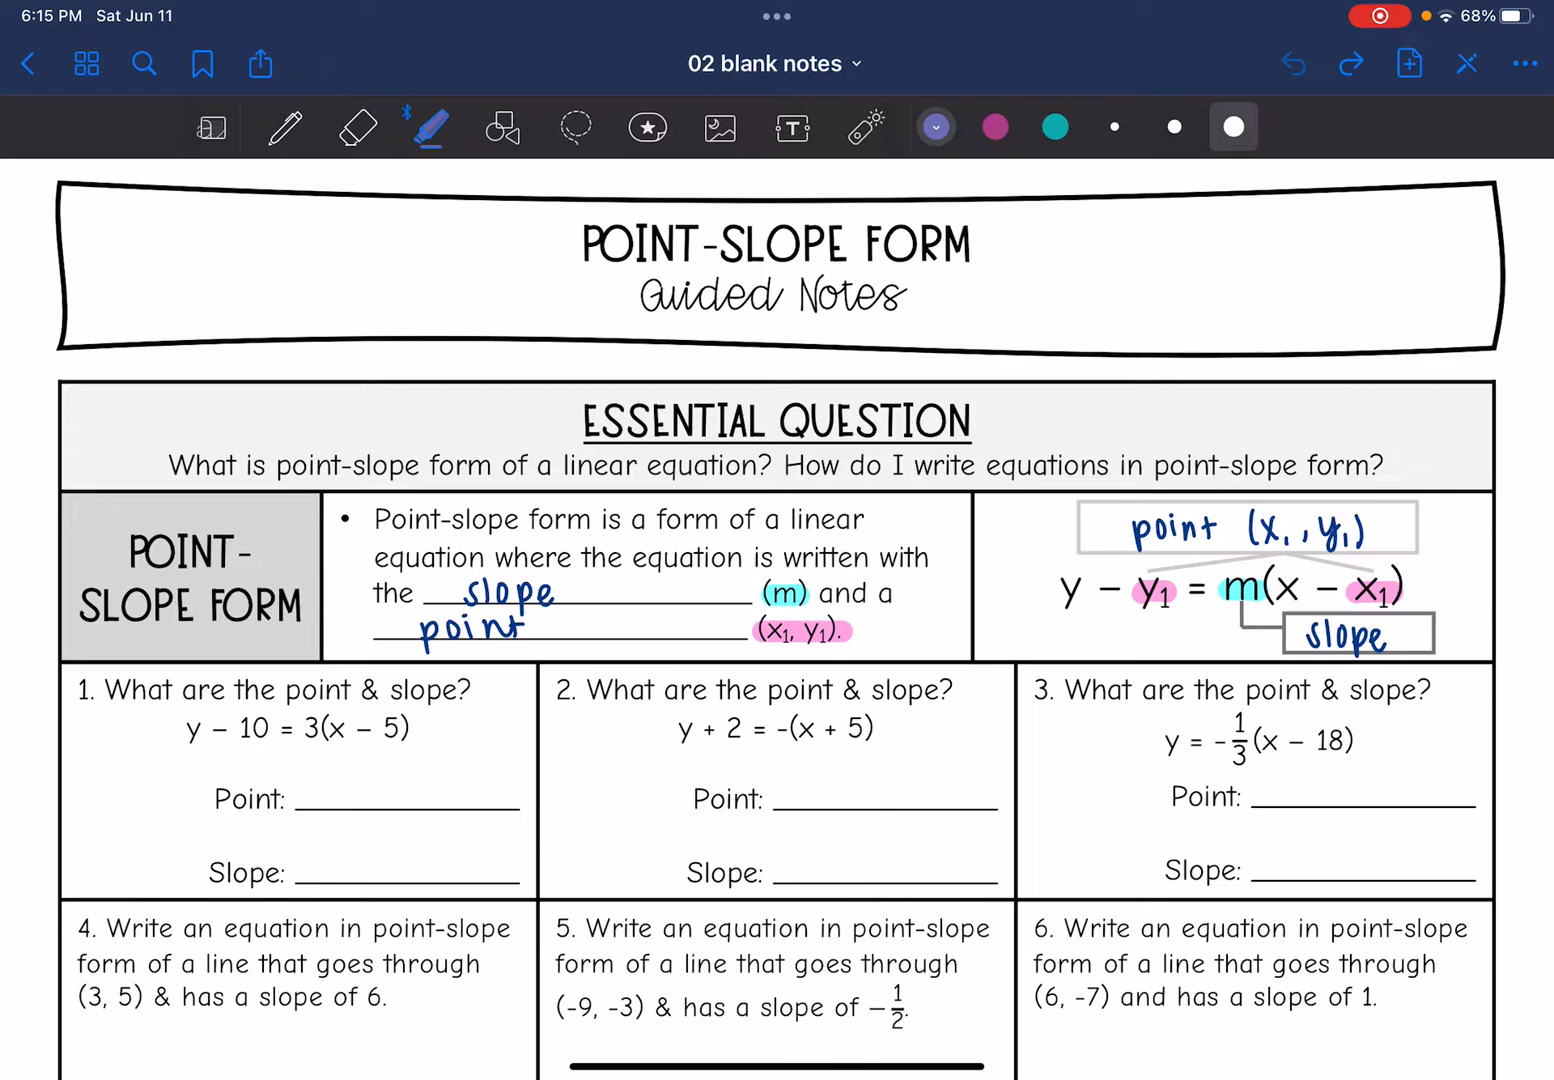 6:15 PM Sat Jun 11
68%
02 blank notes
T
POINT-SLOPE FORM
Guided Notes
ESSENTIAL QUESTION
What is point-slope form of a linear equation? How do I write equations in point-slope form?
POINT-
SLOPE FORM
• Point-slope form is a form of a linear
equation where the equation is written with
the slope (m) and a
point (x₁, y₁).
point (x₁, y₁)
y − y₁ = m(x − x₁)
slope
1. What are the point & slope?
y − 10 = 3(x − 5)
Point: ____
Slope: ____
2. What are the point & slope?
y + 2 = -(x + 5)
Point: ____
Slope: ____
3. What are the point & slope?
y = -1/3(x − 18)
Point: ____
Slope: ____
4. Write an equation in point-slope
form of a line that goes through
(3, 5) & has a slope of 6.
5. Write an equation in point-slope
form of a line that goes through
(-9, -3) & has a slope of −1/2.
6. Write an equation in point-slope
form of a line that goes through
(6, -7) and has a slope of 1.